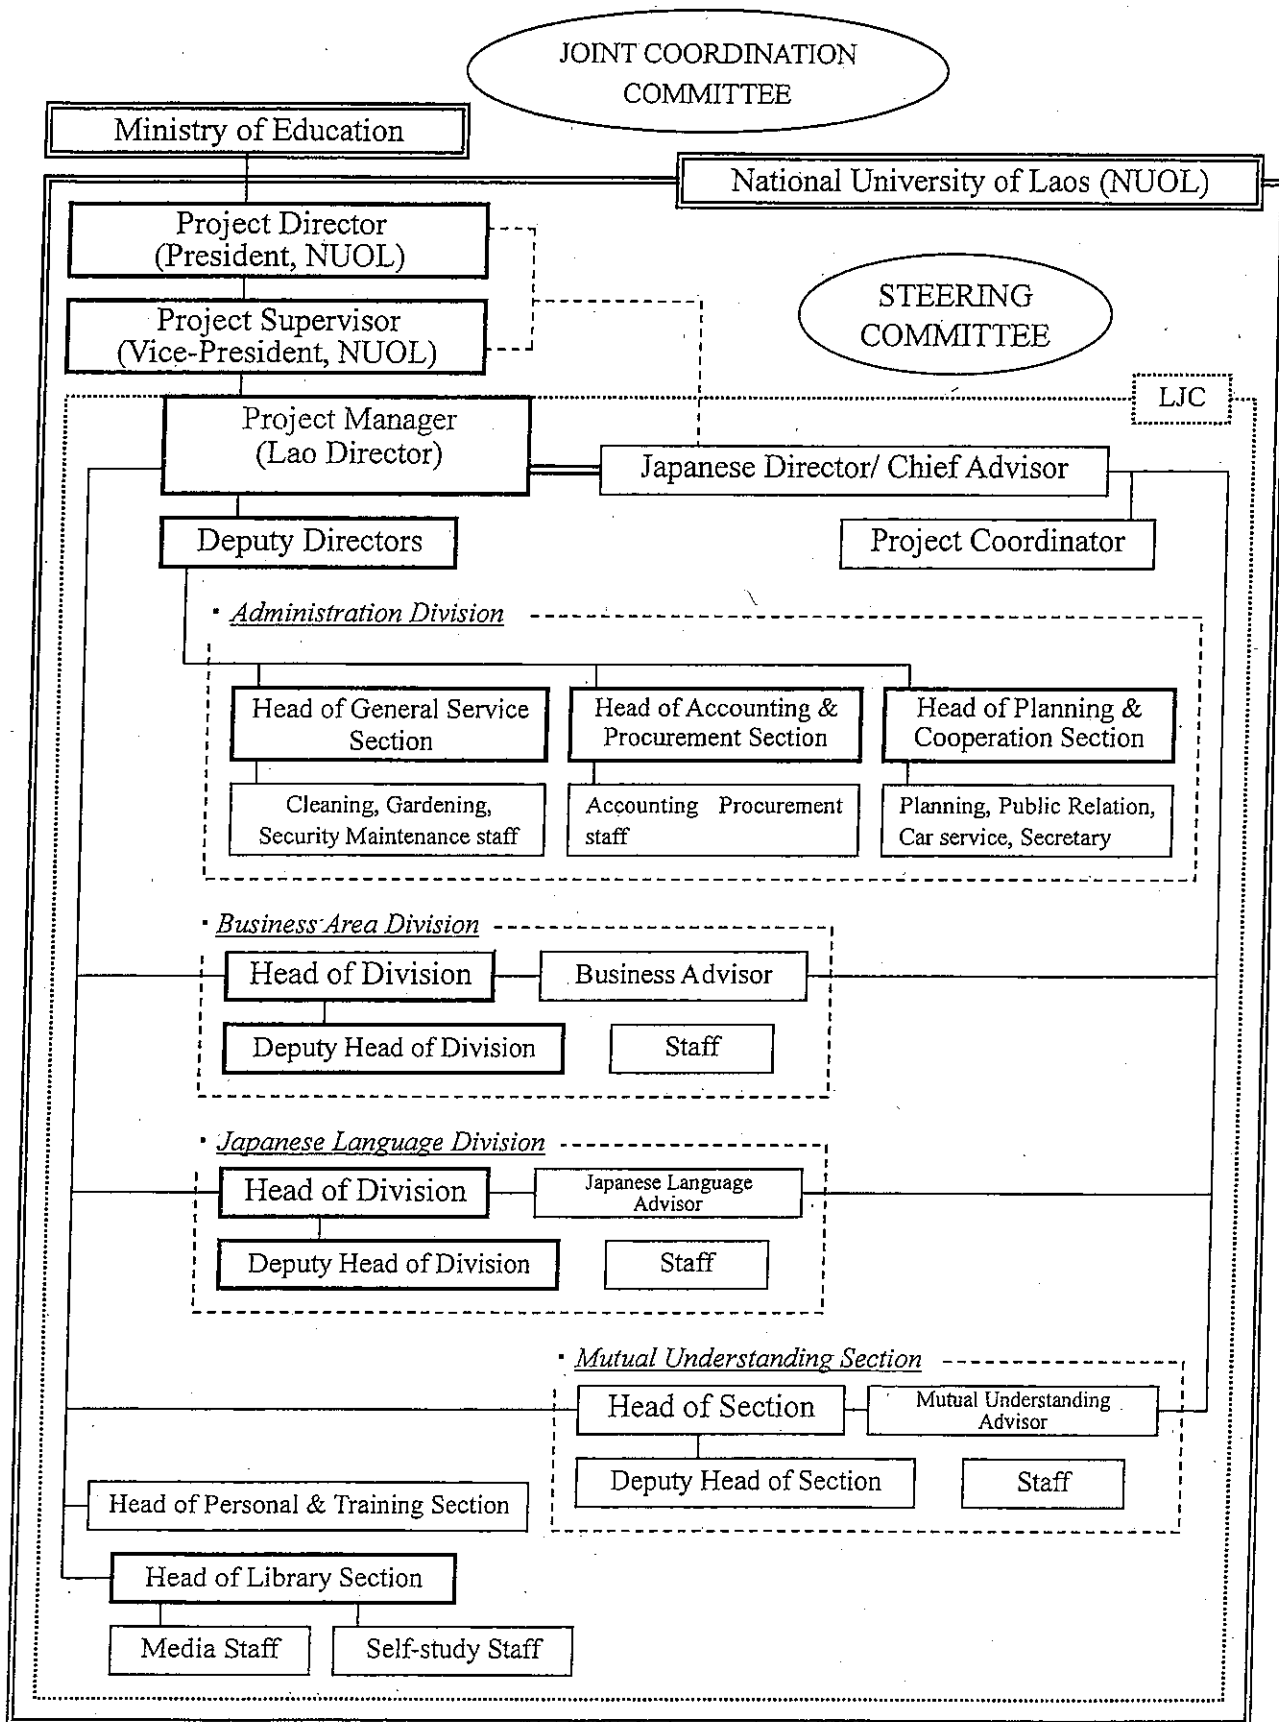 JOINT COORDINATION
COMMITTEE
Ministry of Education
National University of Laos (NUOL)
Project Director
(President, NUOL)
Project Supervisor
(Vice-President, NUOL)
STEERING
COMMITTEE
LJC
Project Manager
(Lao Director)
Japanese Director/ Chief Advisor
Deputy Directors
Project Coordinator
Administration Division
Head of General Service
Section
Head of Accounting &
Procurement Section
Head of Planning &
Cooperation Section
Cleaning, Gardening,
Security Maintenance staff
Accounting Procurement
staff
Planning, Public Relation,
Car service, Secretary
Business Area Division
Head of Division
Business Advisor
Deputy Head of Division
Staff
Japanese Language Division
Head of Division
Japanese Language
Advisor
Deputy Head of Division
Staff
Mutual Understanding Section
Head of Section
Mutual Understanding
Advisor
Deputy Head of Section
Staff
Head of Personal & Training Section
Head of Library Section
Media Staff
Self-study Staff